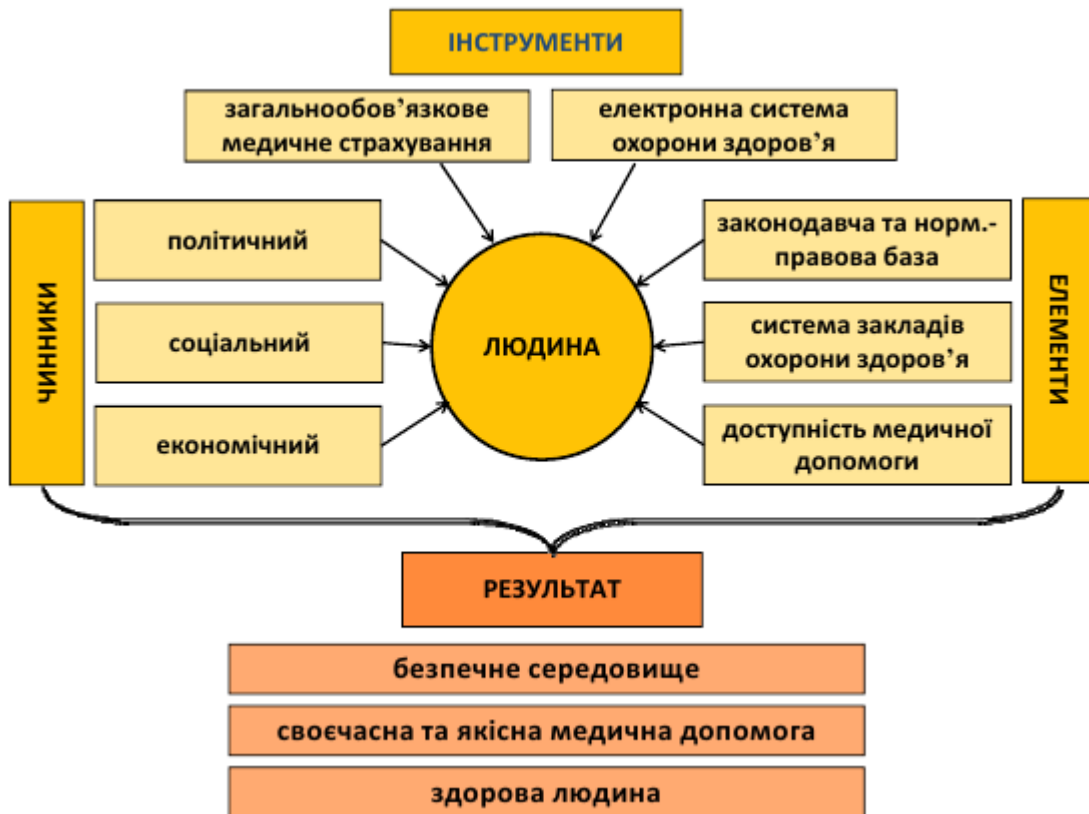 ІНСТРУМЕНТИ
загальнообов’язкове
медичне страхування
електронна система
охорони здоров’я
ЧИННИКИ
політичний
соціальний
економічний
ЛЮДИНА
законодавча та норм.-
правова база
система закладів
охорони здоров’я
доступність медичної
допомоги
ЕЛЕМЕНТИ
РЕЗУЛЬТАТ
безпечне середовище
своєчасна та якісна медична допомога
здорова людина